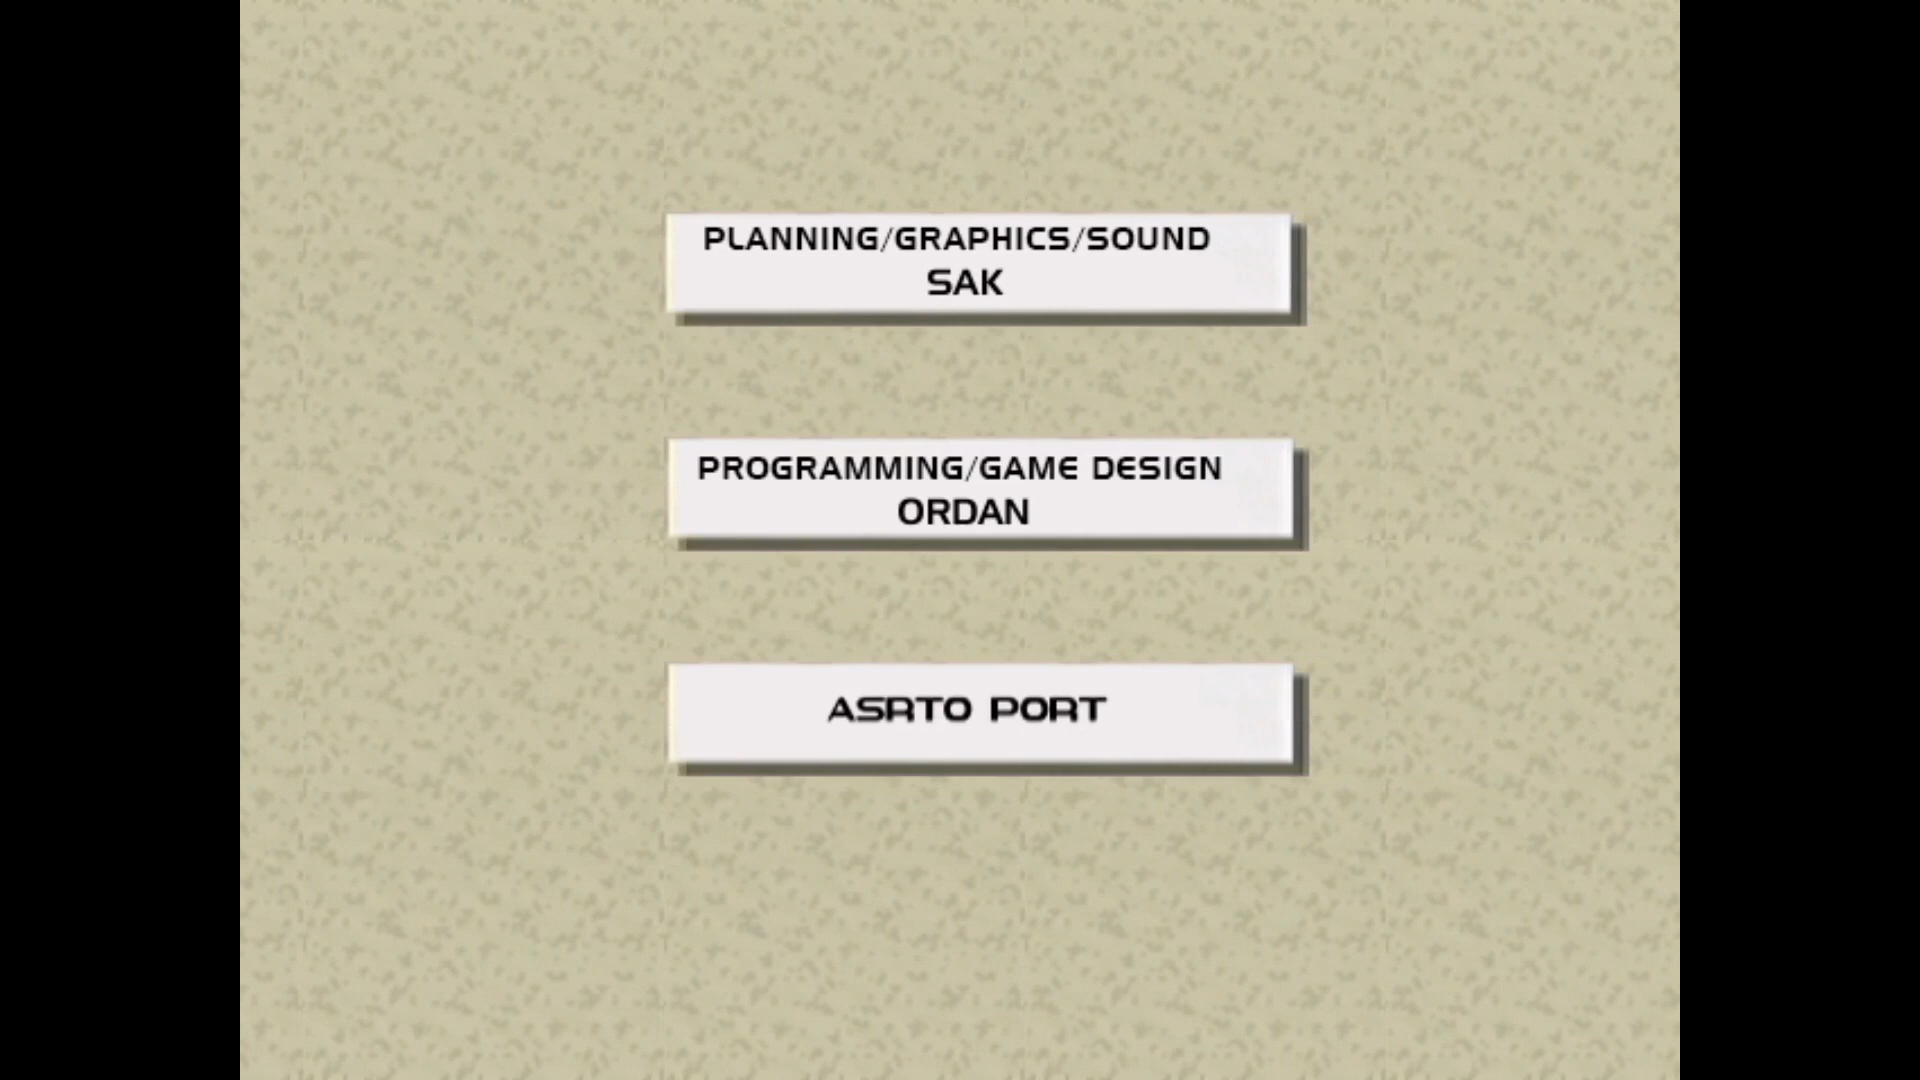 PLANNING/GRAPHICS/SOUND
SAK
PROGRAMMING/GAME DESIGN
ORDAN
ASRTO PORT